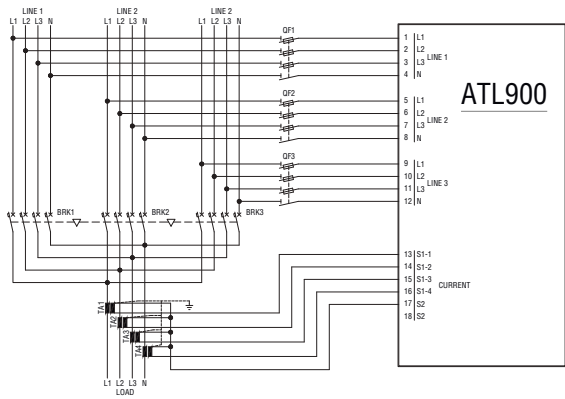 LINE 1 LINE 2 LINE 2
L1 L2 L3 N L1 L2 L3 N L1 L2 L3 N
QF1
1 L1
2 L2
3 L3
4 N
LINE 1
QF2
5 L1
6 L2
7 L3
8 N
LINE 2
QF3
9 L1
10 L2
11 L3
12 N
LINE 3
ATL900
BRK1 BRK2 BRK3
13 S1-1
14 S1-2
15 S1-3
16 S1-4
17 S2
18 S2
CURRENT
TA1
TA2
TA3
TA4
L1 L2 L3 N
LOAD